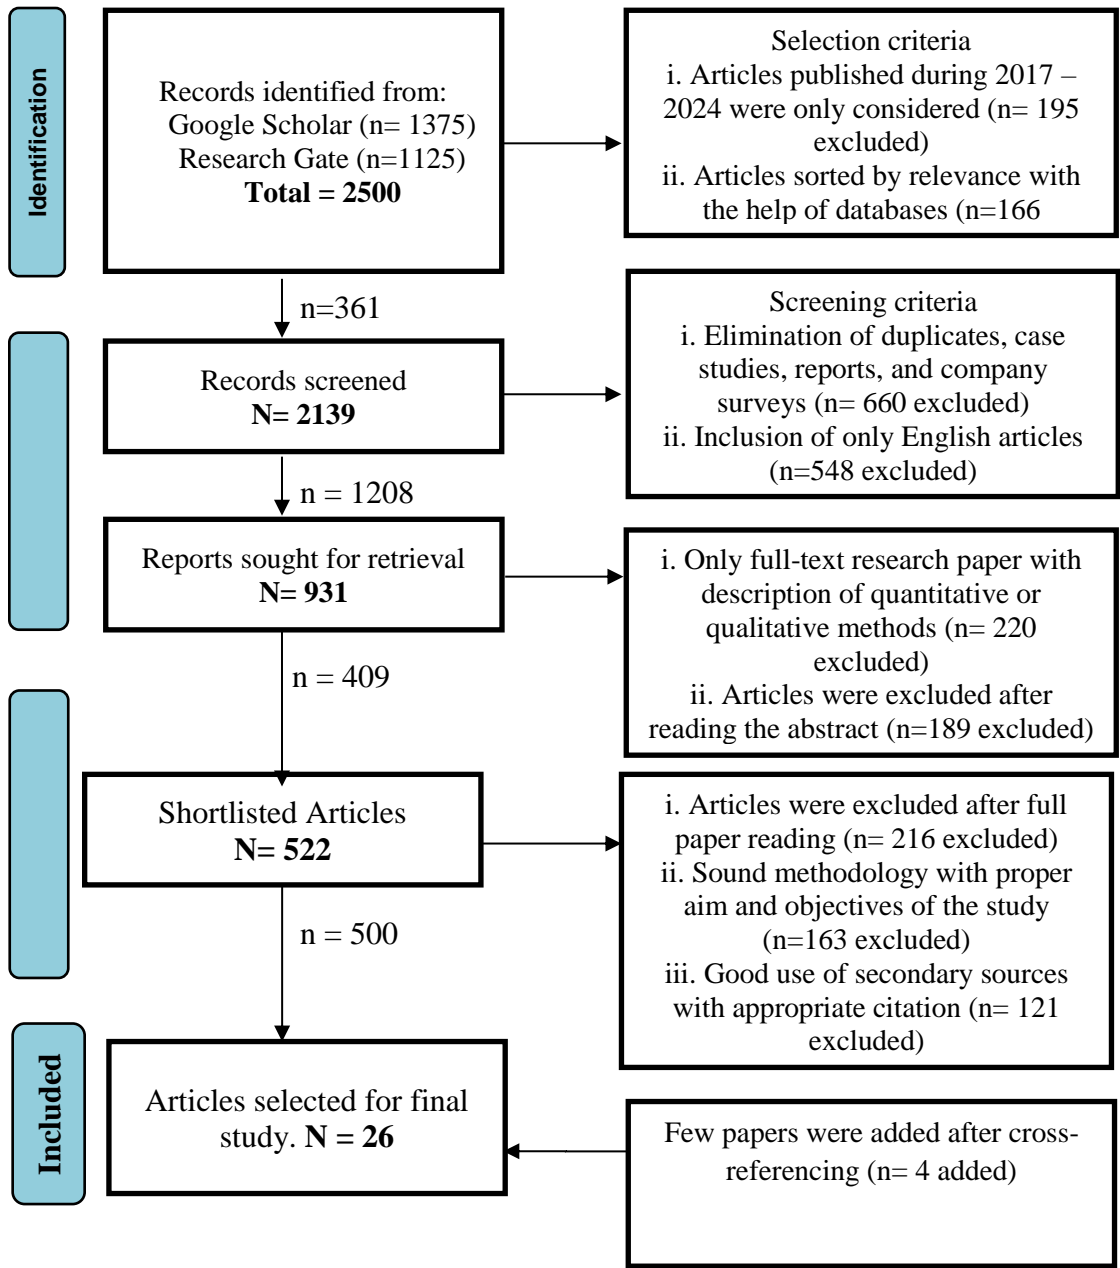 Identification
Records identified from:
Google Scholar (n= 1375)
Research Gate (n=1125)
Total = 2500
Selection criteria
i. Articles published during 2017 –
2024 were only considered (n= 195
excluded)
ii. Articles sorted by relevance with
the help of databases (n=166
n=361
Records screened
N= 2139
Screening criteria
i. Elimination of duplicates, case
studies, reports, and company
surveys (n= 660 excluded)
ii. Inclusion of only English articles
(n=548 excluded)
n = 1208
Reports sought for retrieval
N= 931
i. Only full-text research paper with
description of quantitative or
qualitative methods (n= 220
excluded)
ii. Articles were excluded after
reading the abstract (n=189 excluded)
n = 409
Shortlisted Articles
N= 522
i. Articles were excluded after full
paper reading (n= 216 excluded)
ii. Sound methodology with proper
aim and objectives of the study
(n=163 excluded)
iii. Good use of secondary sources
with appropriate citation (n= 121
excluded)
n = 500
Included
Articles selected for final
study. N = 26
Few papers were added after cross-
referencing (n= 4 added)